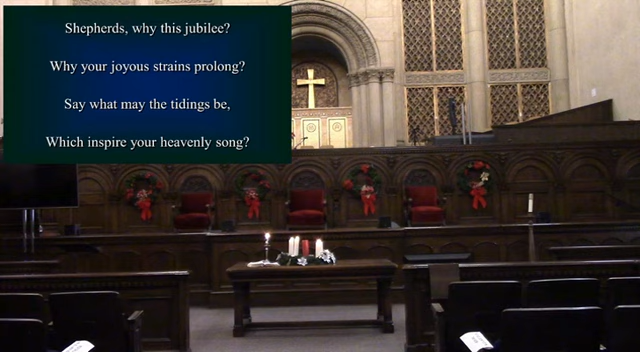 Shepherds, why this jubilee?
Why your joyous strains prolong?
Say what may the tidings be,
Which inspire your heavenly song?